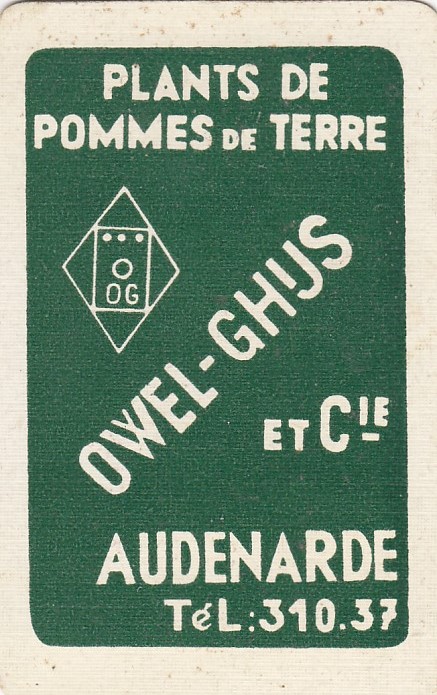 PLANTS DE
POMMES DE TERRE
OG
OWEL-GHIJS
ET CIE
AUDENARDE
TéL:310.37